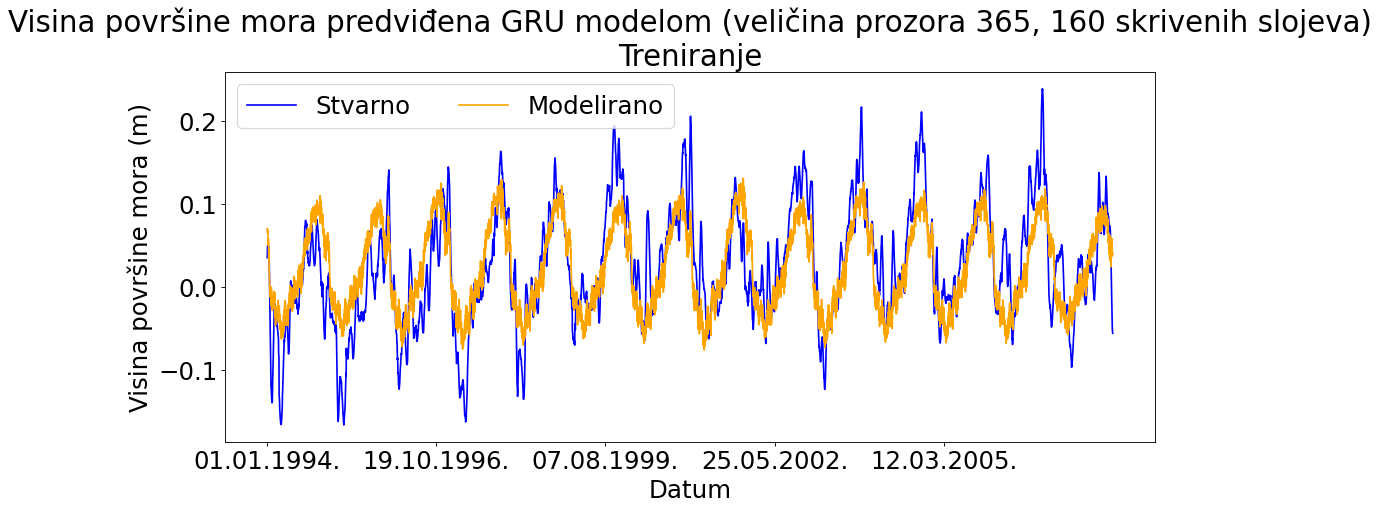 Visina površine mora predviđena GRU modelom (veličina prozora 365, 160 skrivenih slojeva)
Treniranje
Stvarno Modelirano
Visina površine mora (m)
0.2
0.1
0.0
−0.1
01.01.1994. 19.10.1996. 07.08.1999. 25.05.2002. 12.03.2005.
Datum